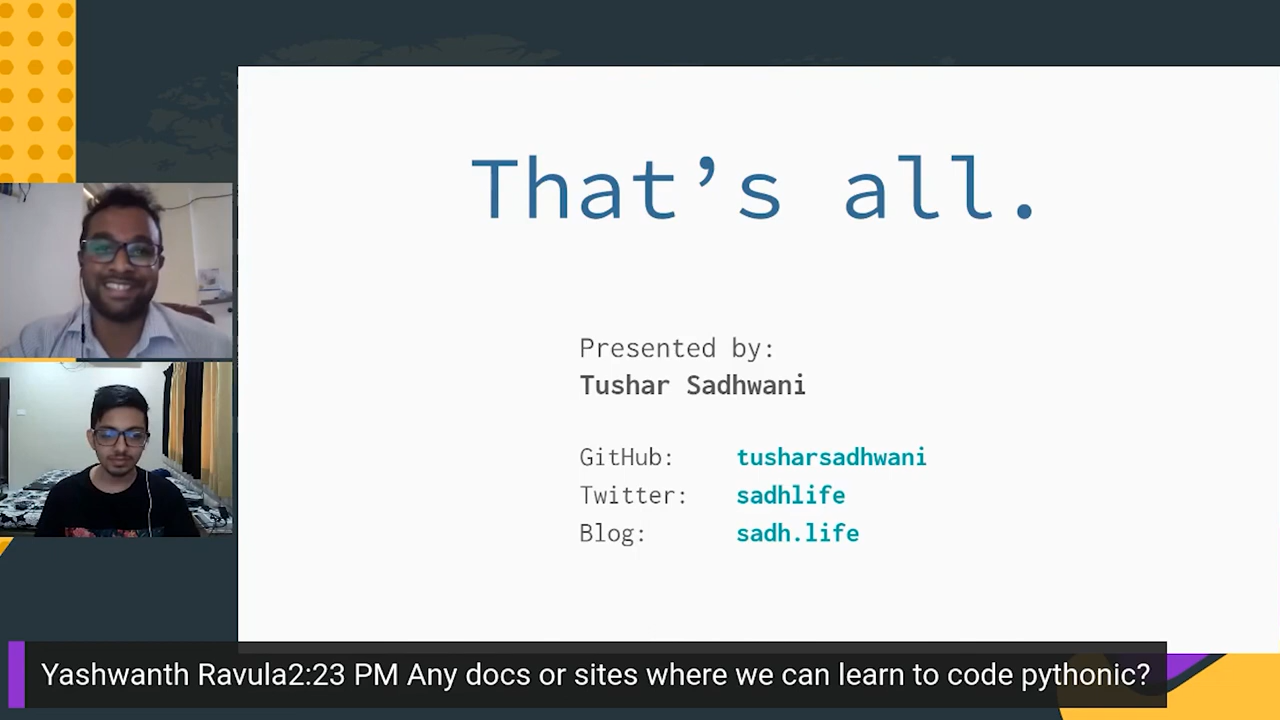 That’s all.
Presented by:
Tushar Sadhwani
GitHub: tusharsadhwani
Twitter: sadhlife
Blog: sadh.life
Yashwanth Ravula2:23 PM Any docs or sites where we can learn to code pythonic?